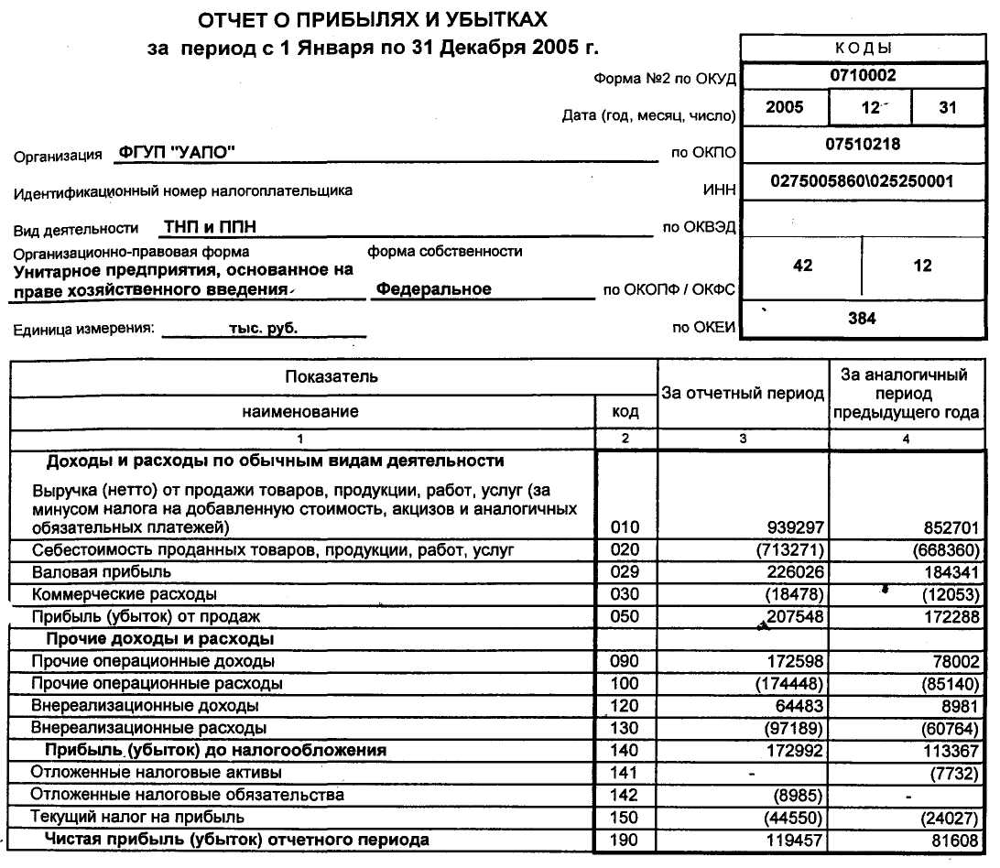 ОТЧЕТ О ПРИБЫЛЯХ И УБЫТКАХ
за период с 1 Января по 31 Декабря 2005 г.
КОДЫ
Форма №2 по ОКУД 0710002
Дата (год, месяц, число) 2005 12 31
Организация ФГУП "УАПО" по ОКПО 07510218
Идентификационный номер налогоплательщика ИНН 0275005860\025250001
Вид деятельности ТНП и ППН по ОКВЭД
Организационно-правовая форма форма собственности
Унитарное предприятия, основанное на
праве хозяйственного введения Федеральное по ОКОПФ / ОКФС 42 12
Единица измерения: тыс. руб. по ОКЕИ 384
Показатель За отчетный период За аналогичный период предыдущего года
наименование код
1 2 3 4
Доходы и расходы по обычным видам деятельности
Выручка (нетто) от продажи товаров, продукции, работ, услуг (за
минусом налога на добавленную стоимость, акцизов и аналогичных
обязательных платежей) 010 939297 852701
Себестоимость проданных товаров, продукции, работ, услуг 020 (713271) (668360)
Валовая прибыль 029 226026 184341
Коммерческие расходы 030 (18478) (12053)
Прибыль (убыток) от продаж 050 207548 172288
Прочие доходы и расходы
Прочие операционные доходы 090 172598 78002
Прочие операционные расходы 100 (174448) (85140)
Внереализационные доходы 120 64483 8981
Внереализационные расходы 130 (97189) (60764)
Прибыль (убыток) до налогообложения 140 172992 113367
Отложенные налоговые активы 141 - (7732)
Отложенные налоговые обязательства 142 (8985) -
Текущий налог на прибыль 150 (44550) (24027)
Чистая прибыль (убыток) отчетного периода 190 119457 81608